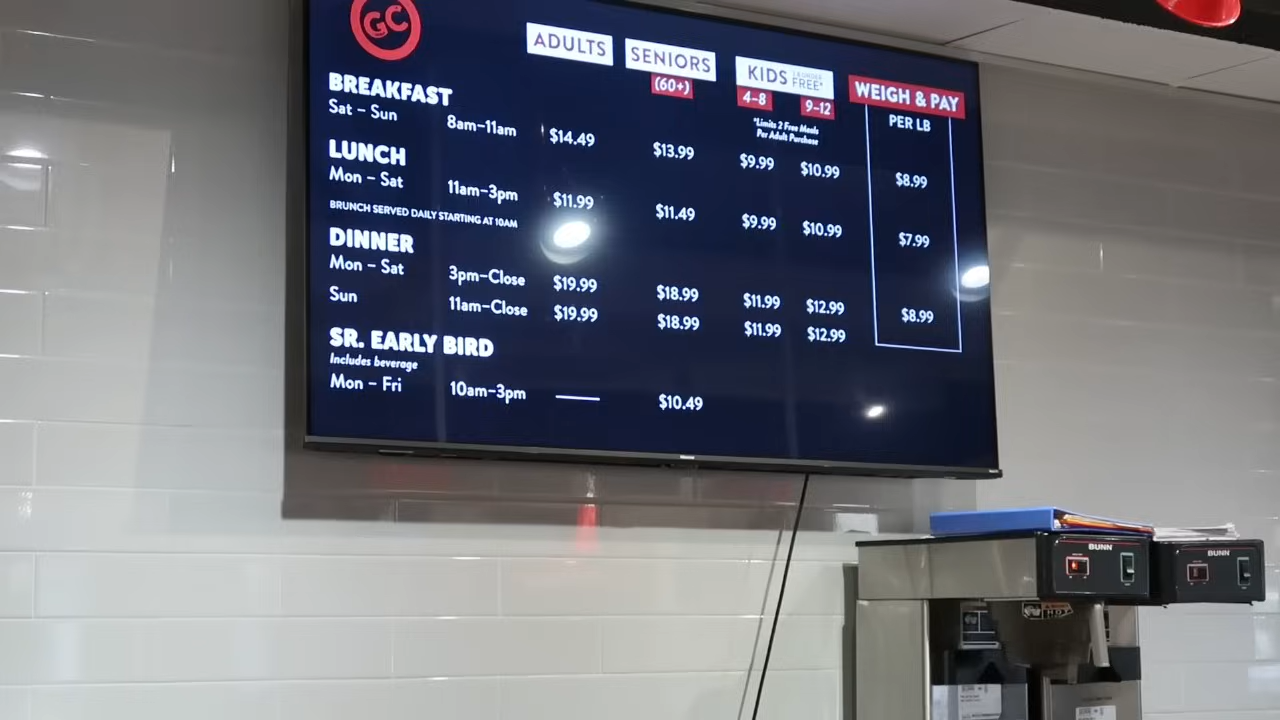 GC
ADULTS
SENIORS
(60+)
KIDS FREE*
4–8 9–12
*Limits 2 Free Meals
Per Adult Purchase
WEIGH & PAY
PER LB
BREAKFAST
Sat – Sun 8am–11am $14.49 $13.99 $9.99 $10.99 $8.99
LUNCH
Mon – Sat 11am–3pm $11.99 $11.49 $9.99 $10.99 $7.99
BRUNCH SERVED DAILY STARTING AT 10AM
DINNER
Mon – Sat 3pm–Close $19.99 $18.99 $11.99 $12.99 $8.99
Sun 11am–Close $19.99 $18.99 $11.99 $12.99
SR. EARLY BIRD
Includes beverage
Mon – Fri 10am–3pm — $10.49
BUNN
BUNN
HOT